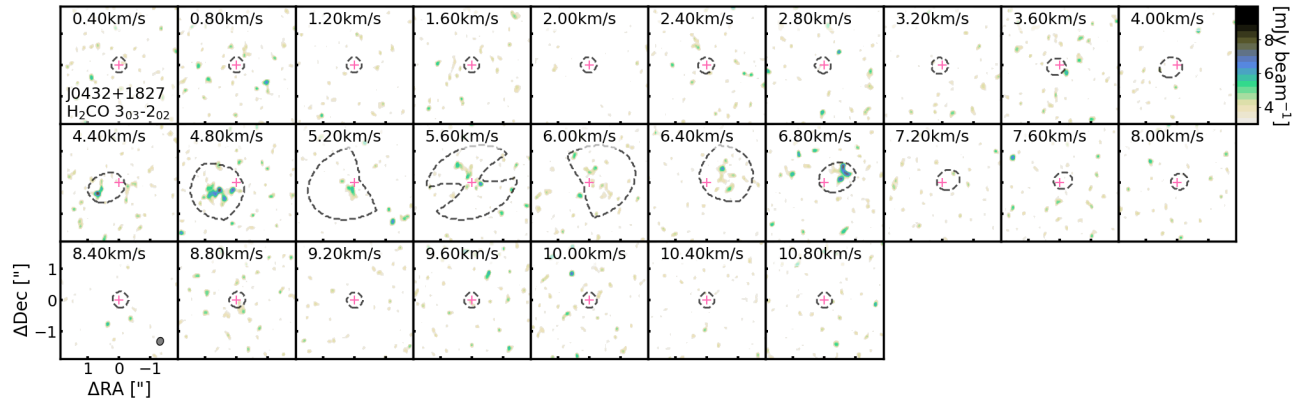 0.40km/s 0.80km/s 1.20km/s 1.60km/s 2.00km/s 2.40km/s 2.80km/s 3.20km/s 3.60km/s 4.00km/s
J0432+1827
H₂CO 3₀₃-2₀₂
8
6
4
[mJy beam⁻¹]
4.40km/s 4.80km/s 5.20km/s 5.60km/s 6.00km/s 6.40km/s 6.80km/s 7.20km/s 7.60km/s 8.00km/s
8.40km/s 8.80km/s 9.20km/s 9.60km/s 10.00km/s 10.40km/s 10.80km/s
1
0
−1
ΔDec ["]
1 0 −1
ΔRA ["]